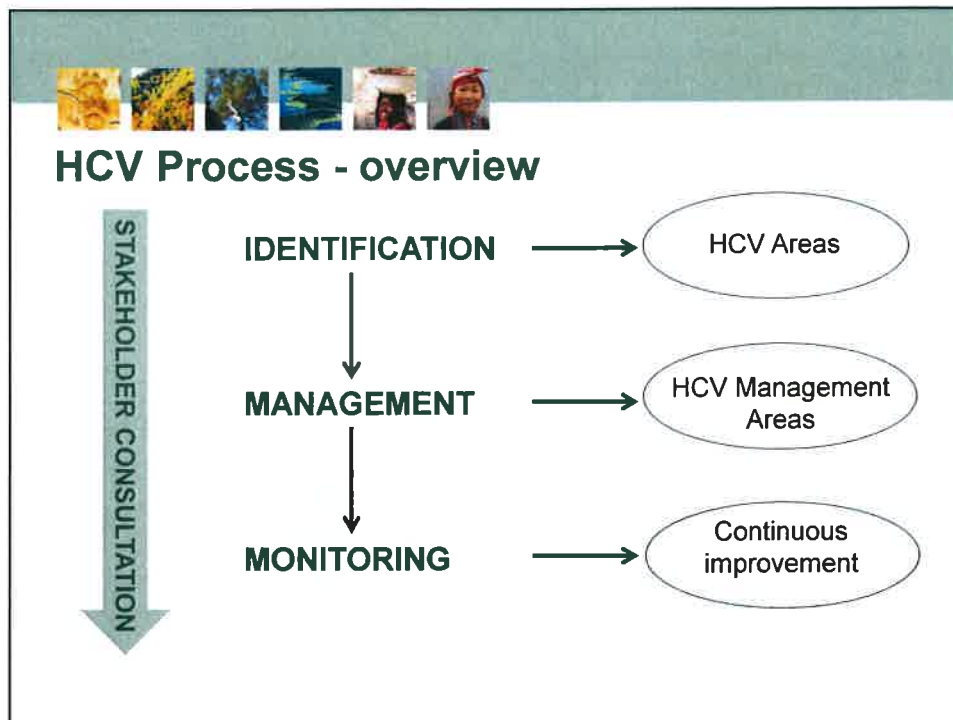 HCV Process - overview
STAKEHOLDER CONSULTATION
IDENTIFICATION
HCV Areas
MANAGEMENT
HCV Management
Areas
MONITORING
Continuous
improvement